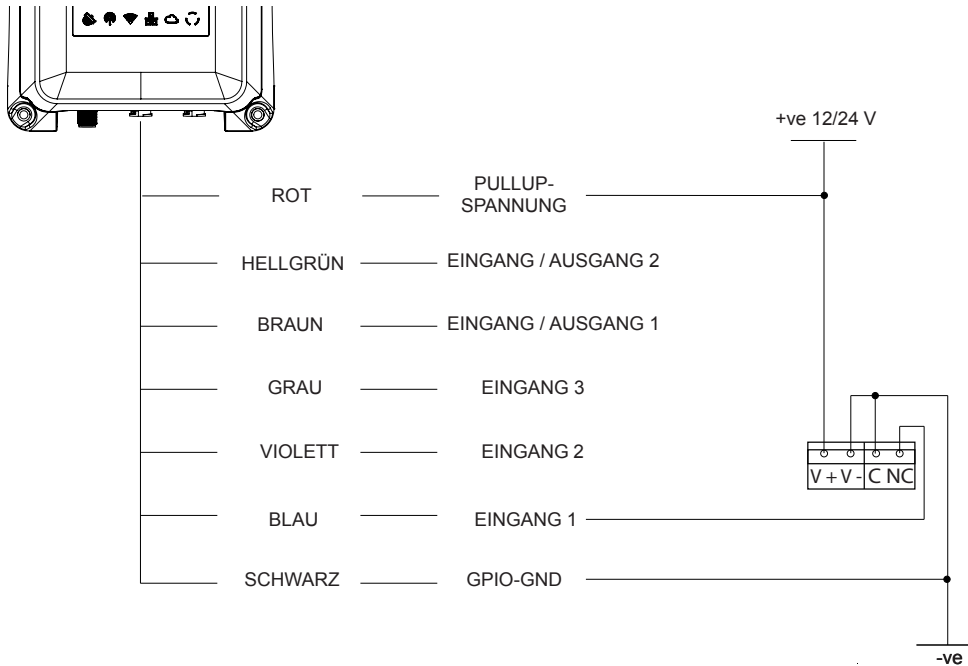 +ve 12/24 V
ROT
PULLUP-
SPANNUNG
HELLGRÜN
EINGANG / AUSGANG 2
BRAUN
EINGANG / AUSGANG 1
GRAU
EINGANG 3
VIOLETT
EINGANG 2
V + V - C NC
BLAU
EINGANG 1
SCHWARZ
GPIO-GND
-ve